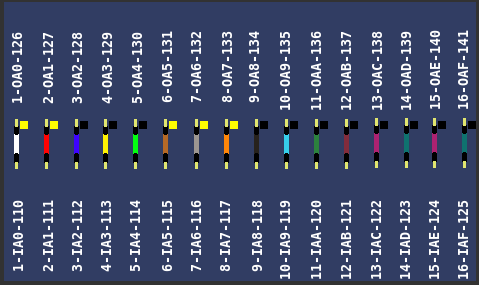 1-OA0-126
2-OA1-127
3-OA2-128
4-OA3-129
5-OA4-130
6-OA5-131
7-OA6-132
8-OA7-133
9-OA8-134
10-OA9-135
11-OAA-136
12-OAB-137
13-OAC-138
14-OAD-139
15-OAE-140
16-OAF-141
1-IA0-110
2-IA1-111
3-IA2-112
4-IA3-113
5-IA4-114
6-IA5-115
7-IA6-116
8-IA7-117
9-IA8-118
10-IA9-119
11-IAA-120
12-IAB-121
13-IAC-122
14-IAD-123
15-IAE-124
16-IAF-125